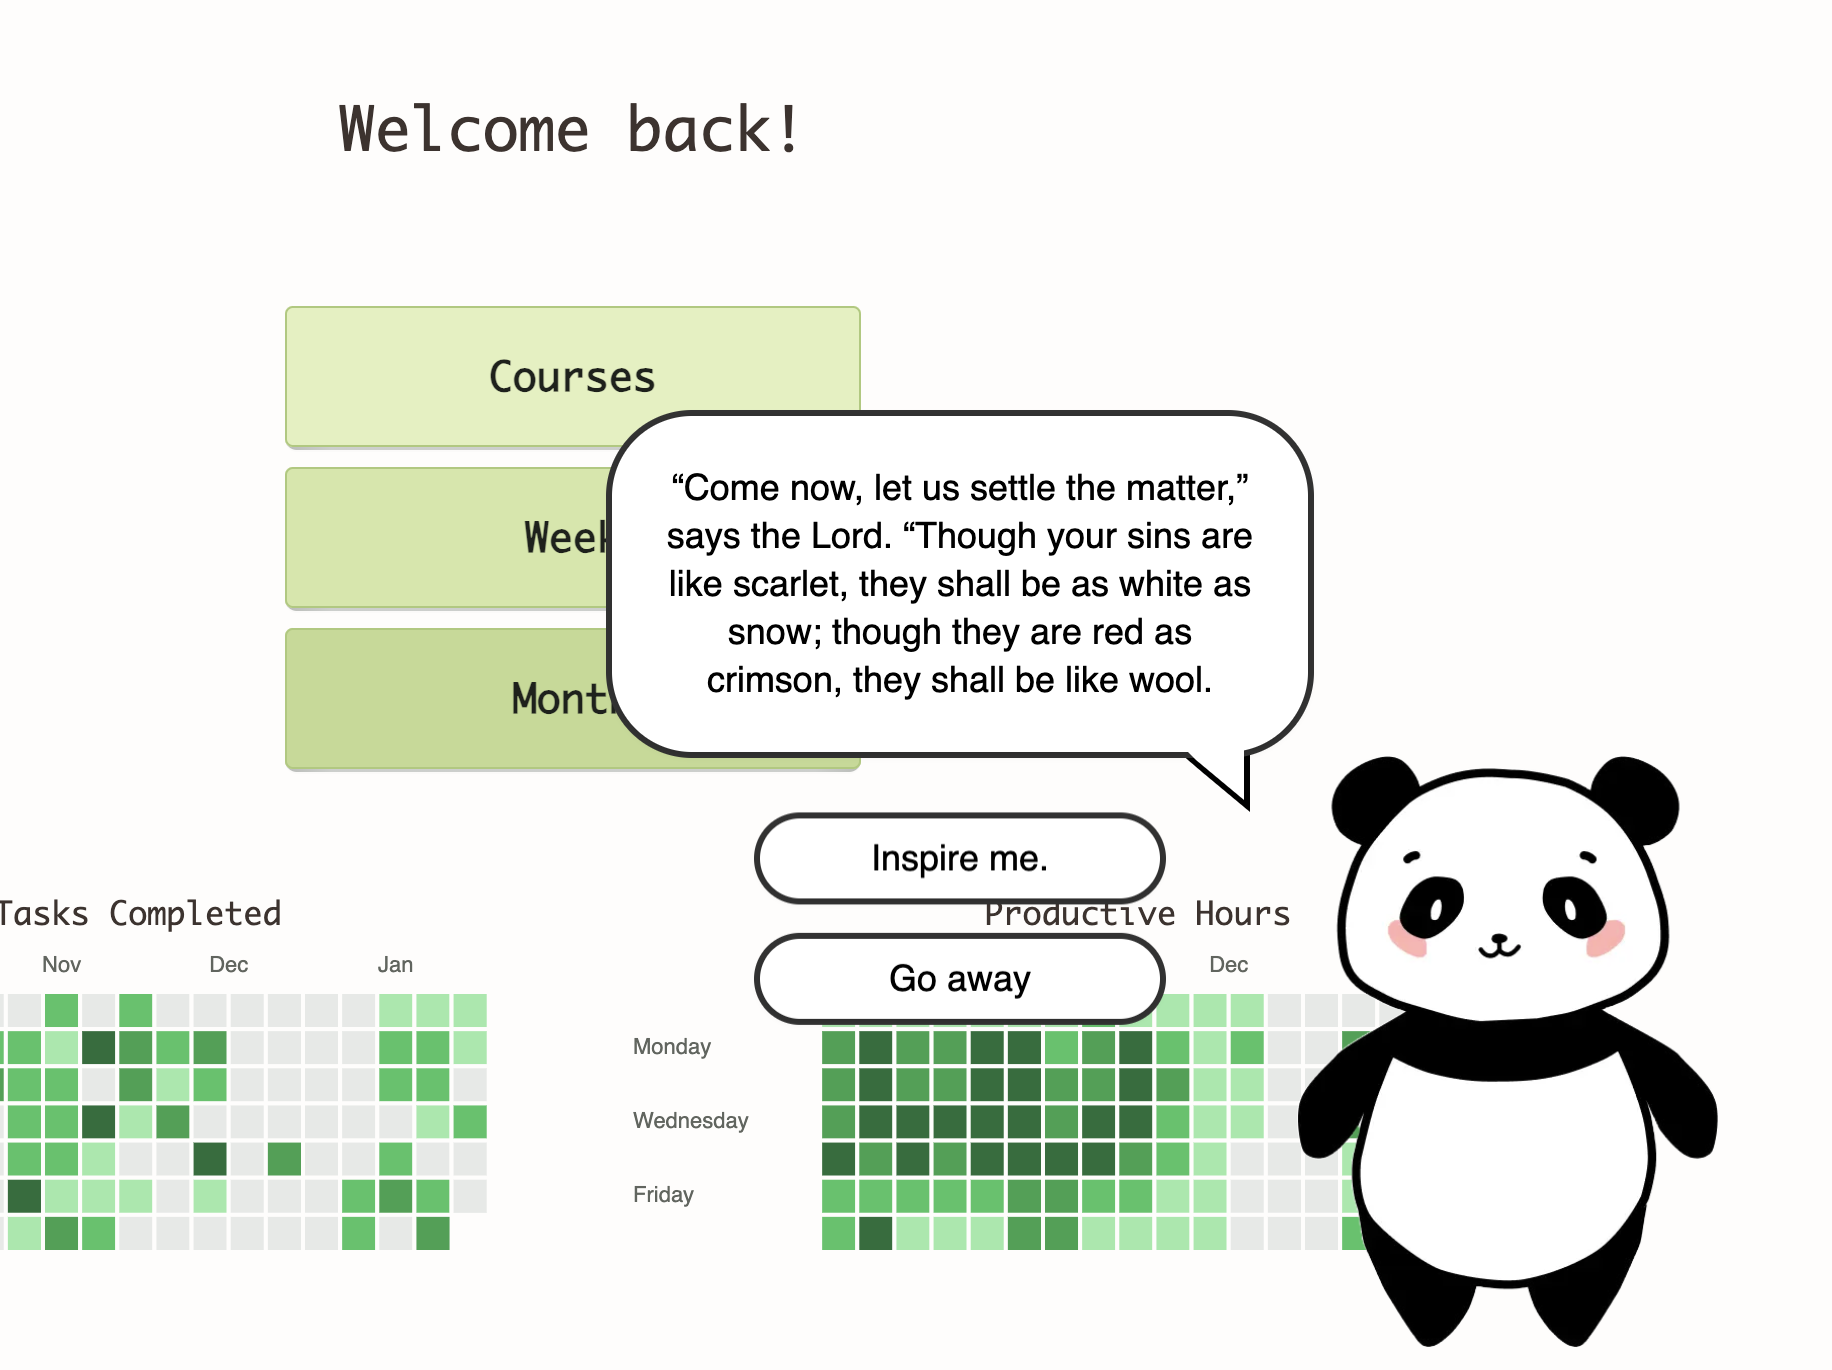 Welcome back!
Courses
Week
“Come now, let us settle the matter,”
says the Lord. “Though your sins are
like scarlet, they shall be as white as
snow; though they are red as
crimson, they shall be like wool.
Inspire me.
Go away
Tasks Completed
Nov Dec Jan
Productive Hours
Dec
Monday
Wednesday
Friday